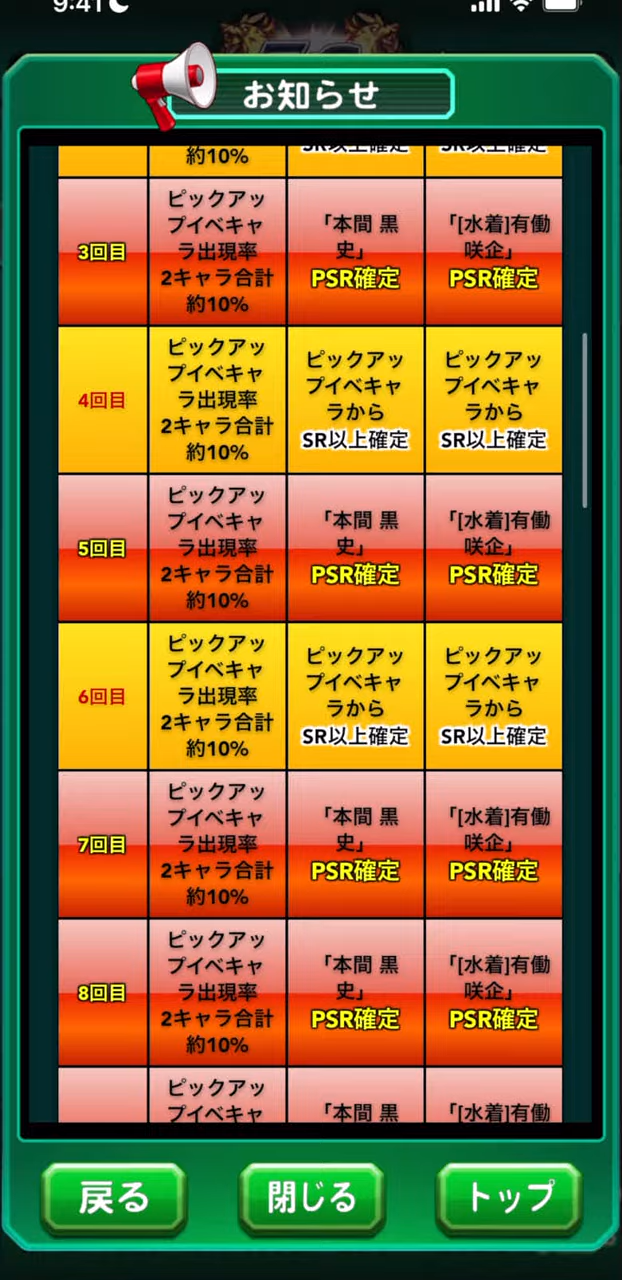 9:41
お知らせ
約10%
SR以上確定
SR以上確定
3回目
ピックアッ
プイベキャ
ラ出現率
2キャラ合計
約10%
「本間 黒
史」
PSR確定
「[水着]有働
咲企」
PSR確定
4回目
ピックアッ
プイベキャ
ラ出現率
2キャラ合計
約10%
ピックアッ
プイベキャ
ラから
SR以上確定
ピックアッ
プイベキャ
ラから
SR以上確定
5回目
ピックアッ
プイベキャ
ラ出現率
2キャラ合計
約10%
「本間 黒
史」
PSR確定
「[水着]有働
咲企」
PSR確定
6回目
ピックアッ
プイベキャ
ラ出現率
2キャラ合計
約10%
ピックアッ
プイベキャ
ラから
SR以上確定
ピックアッ
プイベキャ
ラから
SR以上確定
7回目
ピックアッ
プイベキャ
ラ出現率
2キャラ合計
約10%
「本間 黒
史」
PSR確定
「[水着]有働
咲企」
PSR確定
8回目
ピックアッ
プイベキャ
ラ出現率
2キャラ合計
約10%
「本間 黒
史」
PSR確定
「[水着]有働
咲企」
PSR確定
ピックアッ
プイベキャ
「本間 黒
「[水着]有働
戻る
閉じる
トップ